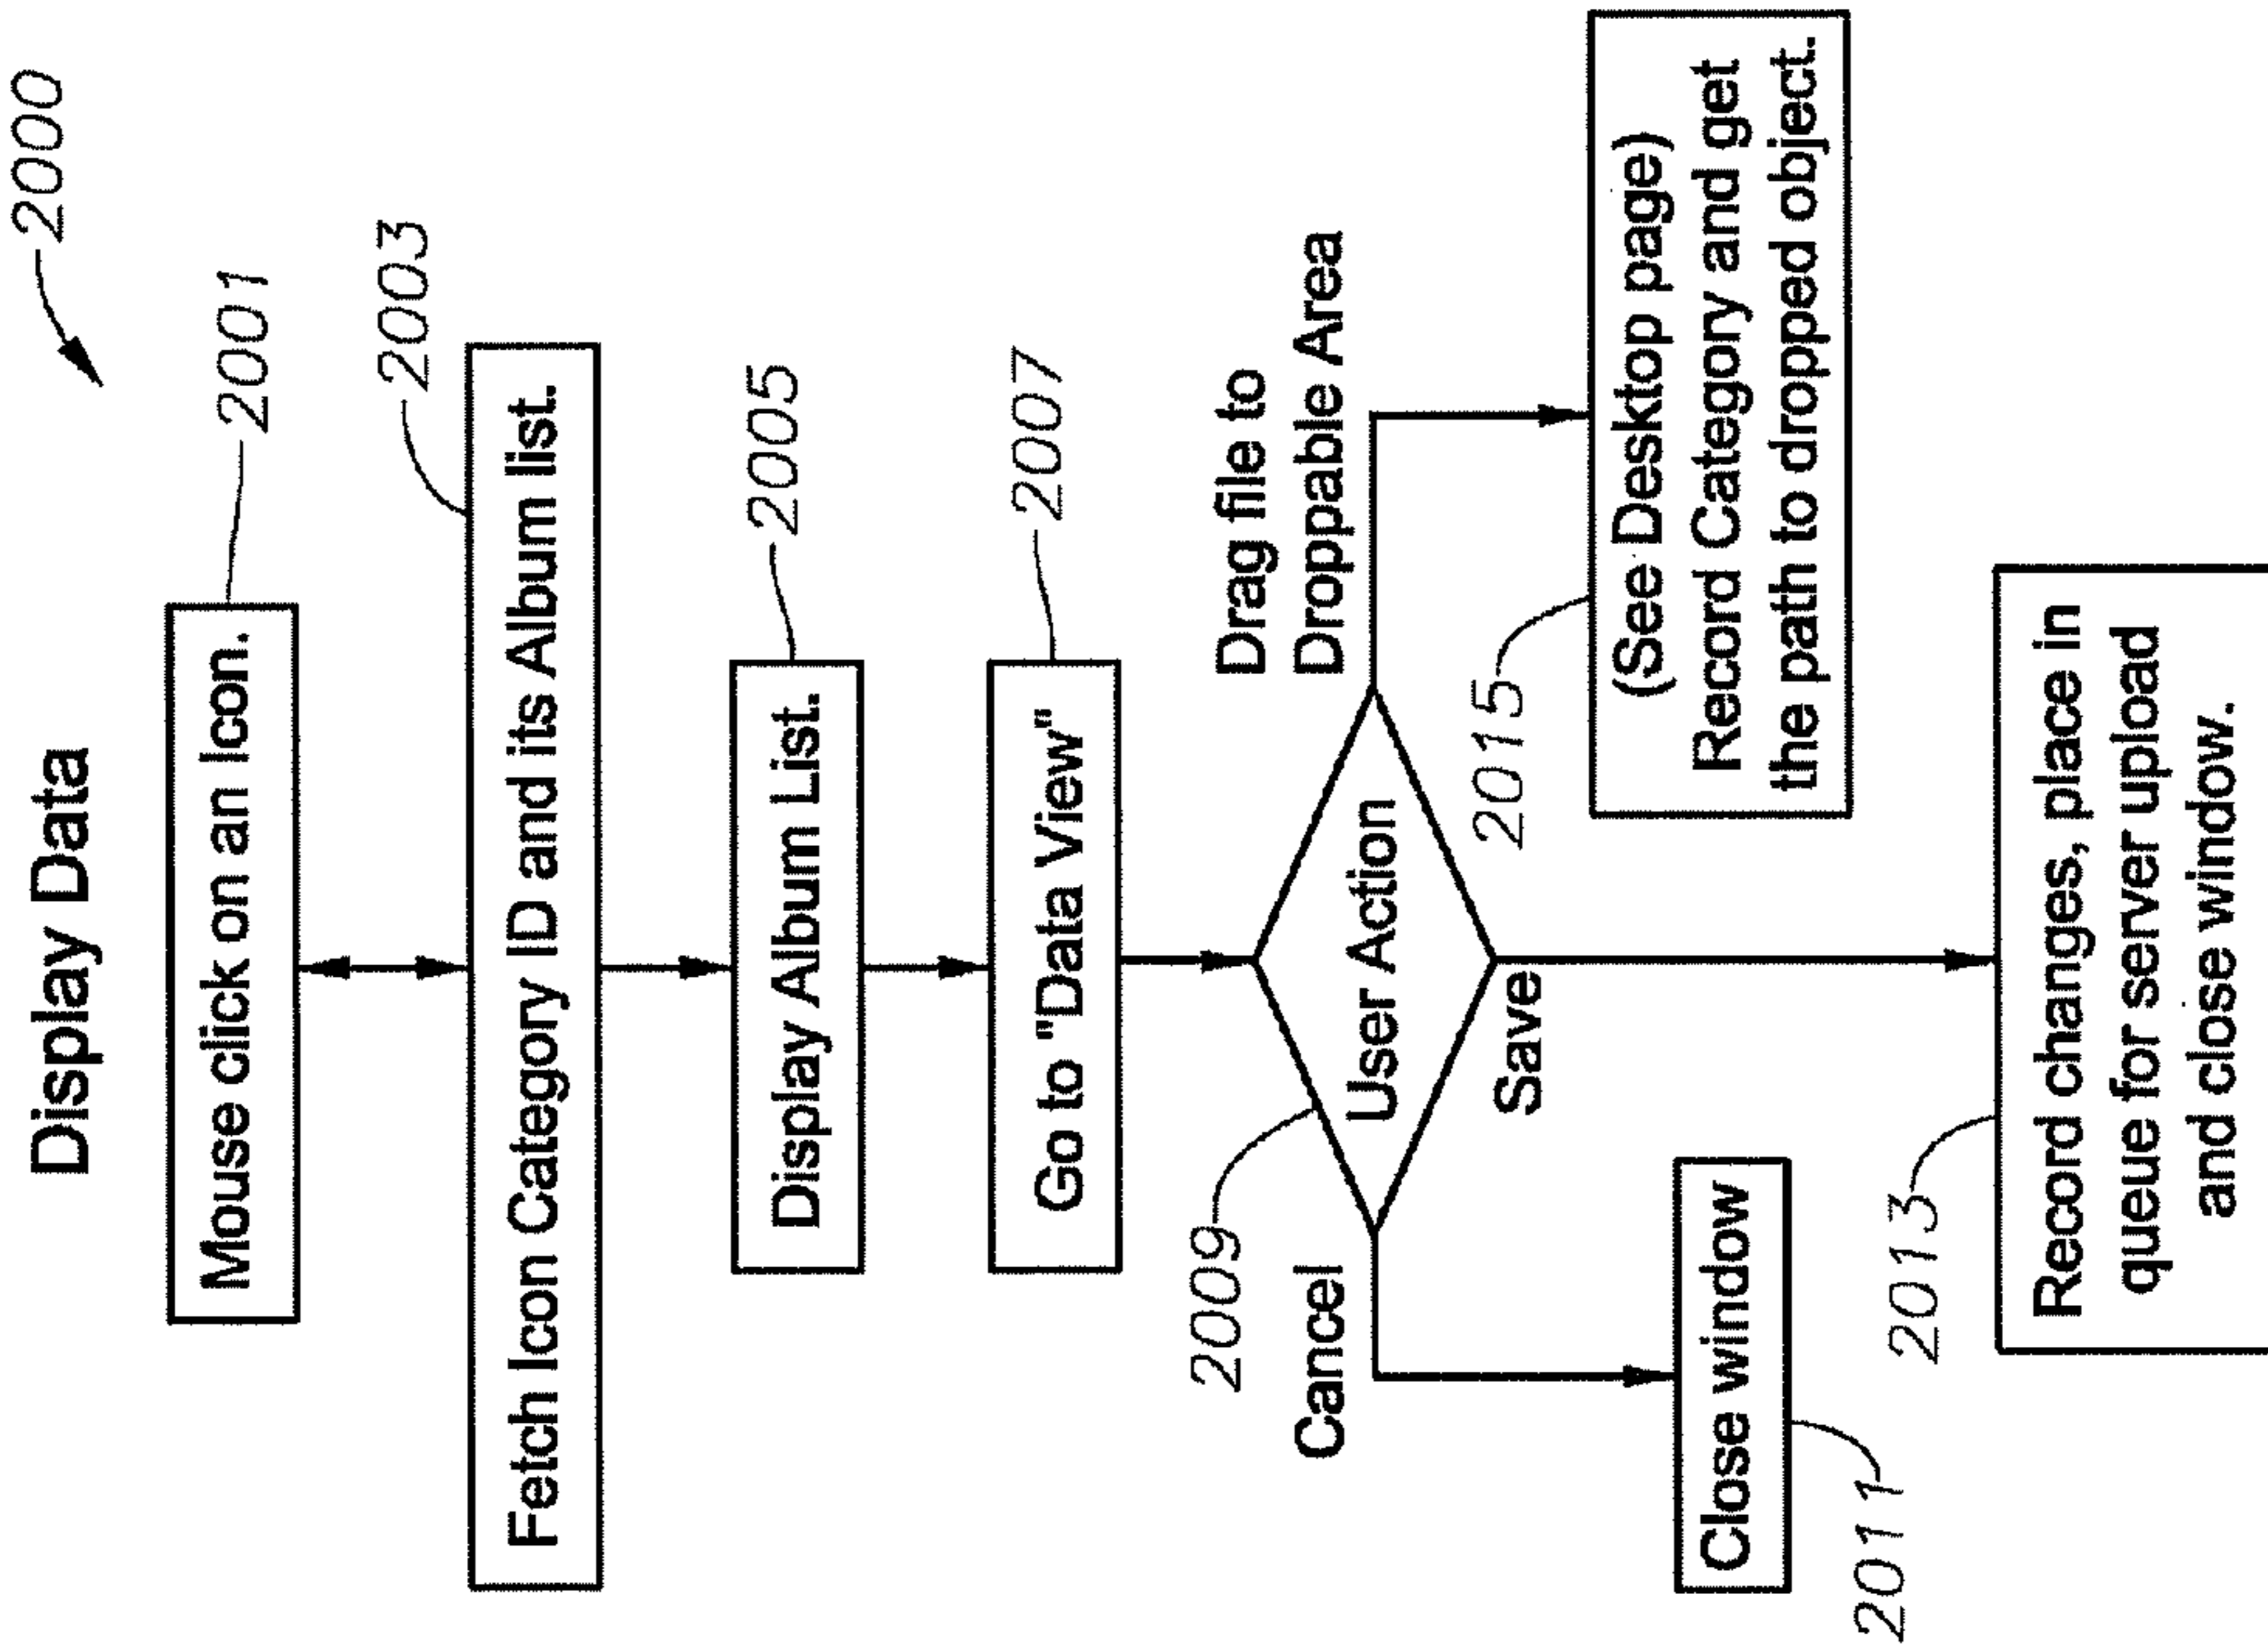 2000
Display Data
2001
Mouse click on an Icon.
2003
Fetch Icon Category ID and its Album list.
2005
Display Album List.
2007
Go to "Data View"
2009
User Action
Cancel
Save
Drag file to
Droppable Area
2011
Close window
2013
Record changes, place in
queue for server upload
and close window.
2015
(See Desktop page)
Record Category and get
the path to dropped object.